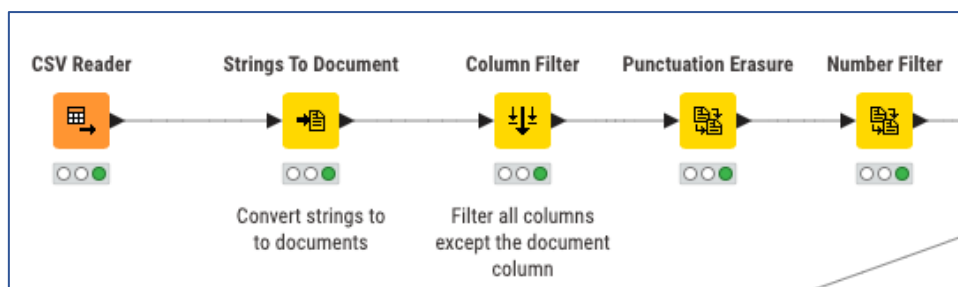 CSV Reader
Strings To Document
Column Filter
Punctuation Erasure
Number Filter
Convert strings to
to documents
Filter all columns
except the document
column